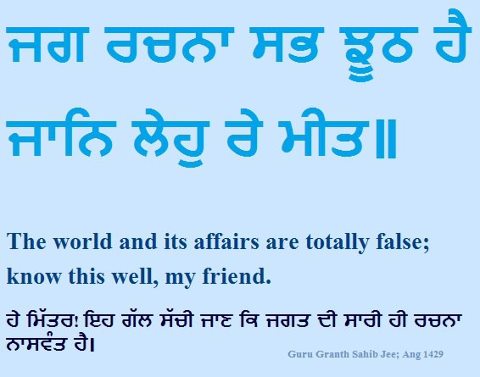 ਜਗ ਰਚਨਾ ਸਭ ਝੂਠ ਹੈ
ਜਾਨਿ ਲੇਹੁ ਰੇ ਮੀਤ॥
The world and its affairs are totally false;
know this well, my friend.
ਹੇ ਮਿੱਤਰ! ਇਹ ਗੱਲ ਸੱਚੀ ਜਾਣ ਕਿ ਜਗਤ ਦੀ ਸਾਰੀ ਹੀ ਰਚਨਾ
ਨਾਸਵੰਤ ਹੈ।
Guru Granth Sahib Jee; Ang 1429